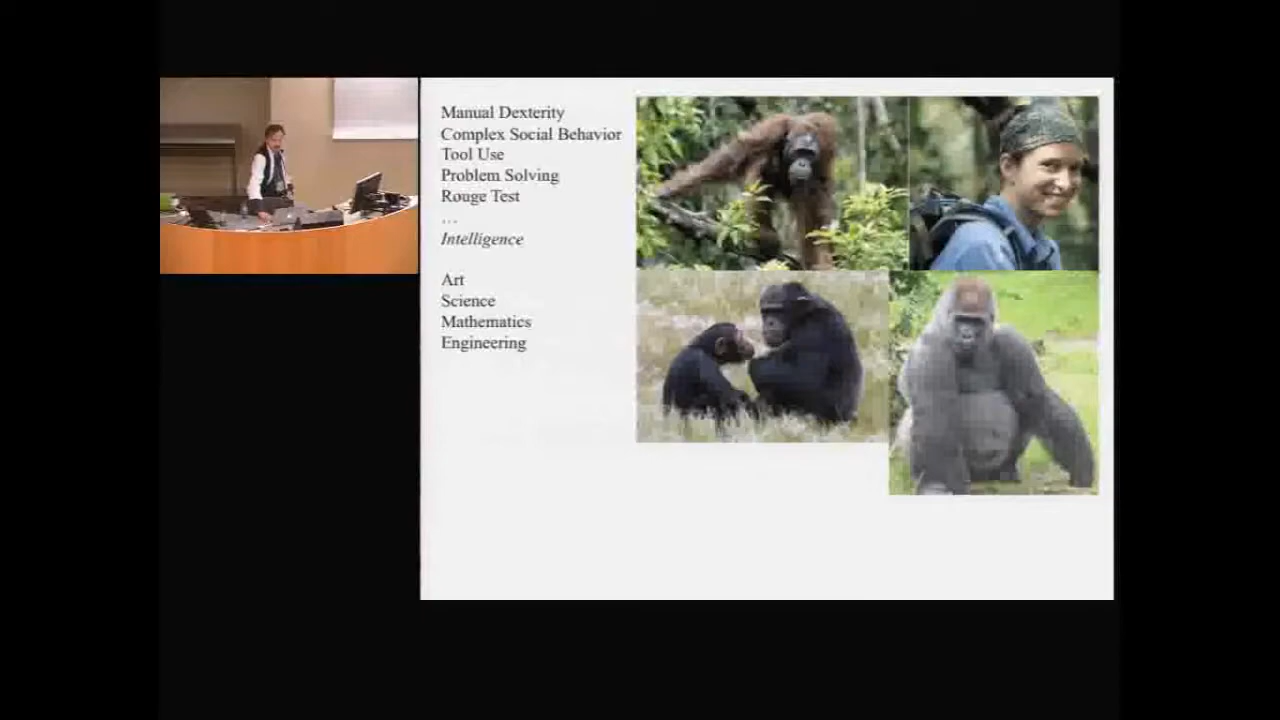 Manual Dexterity
Complex Social Behavior
Tool Use
Problem Solving
Rouge Test
...
Intelligence
Art
Science
Mathematics
Engineering